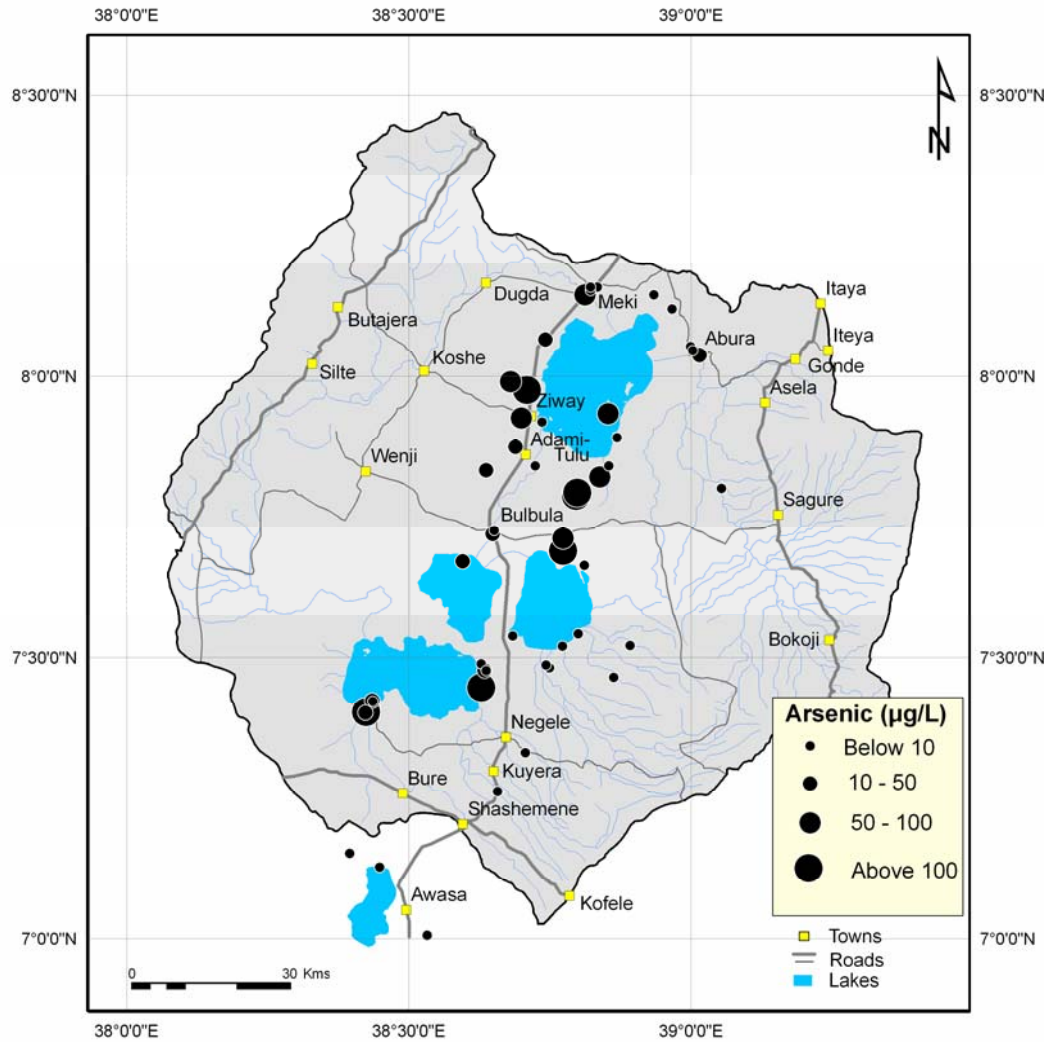 38°0'0"E
38°30'0"E
39°0'0"E
8°30'0"N
8°30'0"N
N
Itaya
Dugda
Meki
Butajera
Iteya
Abura
Koshe
Gonde
8°0'0"N
Silte
8°0'0"N
Asela
Ziway
Adami-
Tulu
Wenji
Sagure
Bulbula
Bokoji
7°30'0"N
7°30'0"N
Arsenic (µg/L)
Below 10
10 - 50
50 - 100
Above 100
Negele
Kuyera
Bure
Shashemene
Awasa
Kofele
7°0'0"N
7°0'0"N
Towns
Roads
Lakes
0 30 Kms
38°0'0"E
38°30'0"E
39°0'0"E